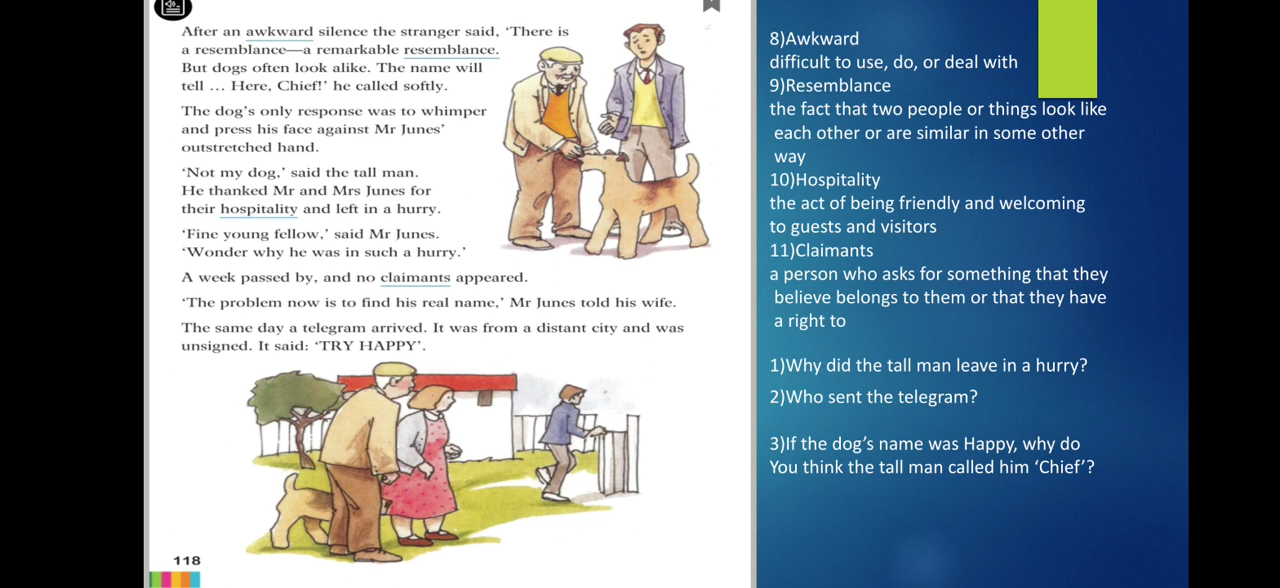 After an awkward silence the stranger said, ‘There is
a resemblance—a remarkable resemblance.
But dogs often look alike. The name will
tell ... Here, Chief!’ he called softly.
The dog’s only response was to whimper
and press his face against Mr Junes’
outstretched hand.
‘Not my dog,’ said the tall man.
He thanked Mr and Mrs Junes for
their hospitality and left in a hurry.
‘Fine young fellow,’ said Mr Junes.
‘Wonder why he was in such a hurry.’
A week passed by, and no claimants appeared.
‘The problem now is to find his real name,’ Mr Junes told his wife.
The same day a telegram arrived. It was from a distant city and was
unsigned. It said: ‘TRY HAPPY’.
118
8)Awkward
difficult to use, do, or deal with
9)Resemblance
the fact that two people or things look like
each other or are similar in some other
way
10)Hospitality
the act of being friendly and welcoming
to guests and visitors
11)Claimants
a person who asks for something that they
believe belongs to them or that they have
a right to
1)Why did the tall man leave in a hurry?
2)Who sent the telegram?
3)If the dog’s name was Happy, why do
You think the tall man called him ‘Chief’?